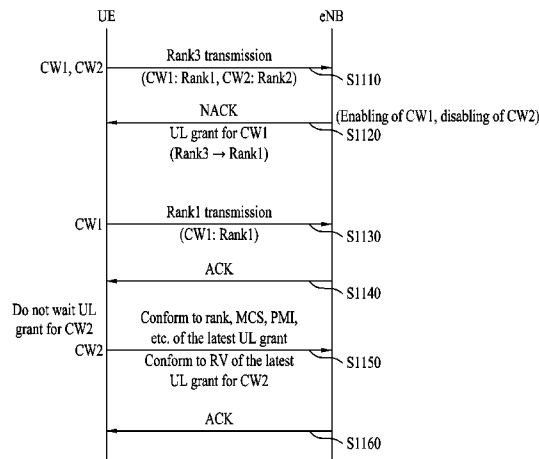 UE
eNB
Rank3 transmission
CW1, CW2
(CW1: Rank1, CW2: Rank2)
S1110
NACK
(Enabling of CW1, disabling of CW2)
UL grant for CW1
S1120
(Rank3 → Rank1)
Rank1 transmission
CW1
(CW1: Rank1)
S1130
ACK
S1140
Do not wait UL
grant for CW2
Conform to rank, MCS, PMI,
etc. of the latest UL grant
CW2
Conform to RV of the latest
UL grant for CW2
S1150
ACK
S1160